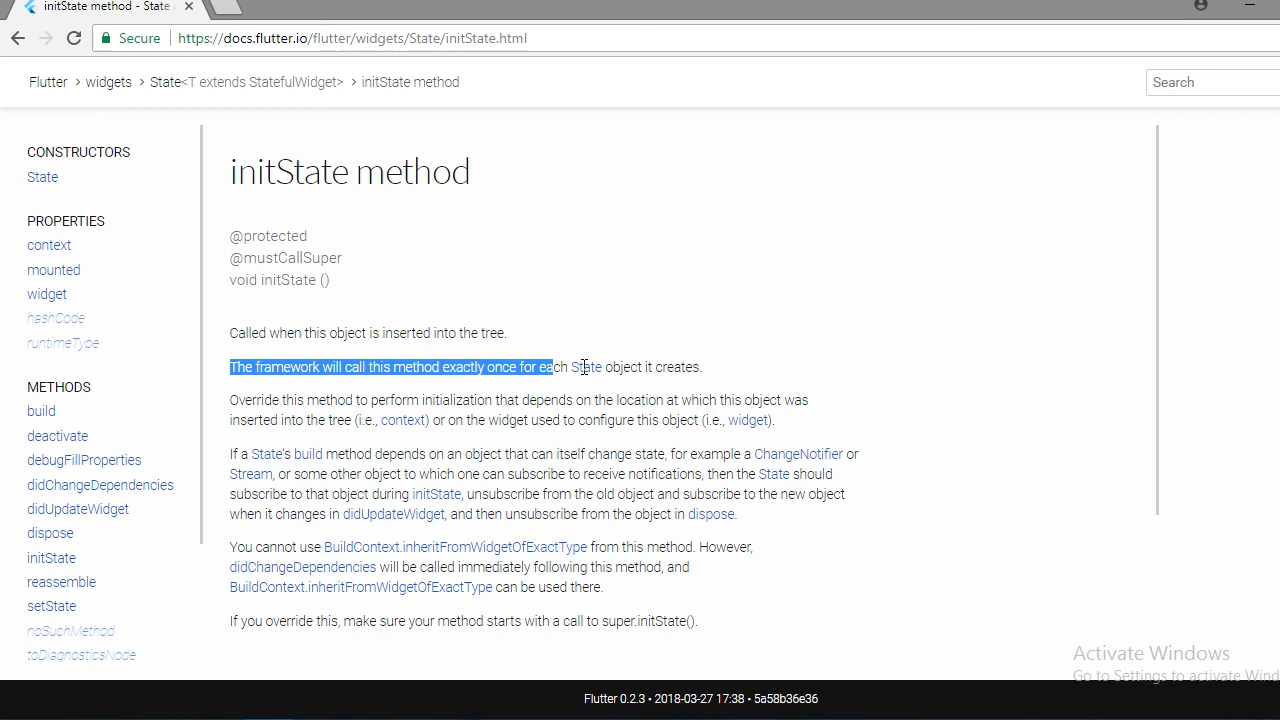 initState method - State
Secure
https://docs.flutter.io/flutter/widgets/State/initState.html
Flutter > widgets > State<T extends StatefulWidget> > initState method
Search
CONSTRUCTORS
State
PROPERTIES
context
mounted
widget
hashCode
runtimeType
METHODS
build
deactivate
debugFillProperties
didChangeDependencies
didUpdateWidget
dispose
initState
reassemble
setState
noSuchMethod
toDiagnosticsNode
initState method
@protected
@mustCallSuper
void initState ()
Called when this object is inserted into the tree.
The framework will call this method exactly once for each State object it creates.
Override this method to perform initialization that depends on the location at which this object was
inserted into the tree (i.e., context) or on the widget used to configure this object (i.e., widget).
If a State's build method depends on an object that can itself change state, for example a ChangeNotifier or
Stream, or some other object to which one can subscribe to receive notifications, then the State should
subscribe to that object during initState, unsubscribe from the old object and subscribe to the new object
when it changes in didUpdateWidget, and then unsubscribe from the object in dispose.
You cannot use BuildContext.inheritFromWidgetOfExactType from this method. However,
didChangeDependencies will be called immediately following this method, and
BuildContext.inheritFromWidgetOfExactType can be used there.
If you override this, make sure your method starts with a call to super.initState().
Activate Windows
Go to Settings to activate Wind
Flutter 0.2.3 • 2018-03-27 17:38 • 5a58b36e36